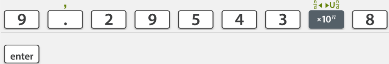 ,
9 . 2 9 5 4 3 ×10ⁿ 8
enter